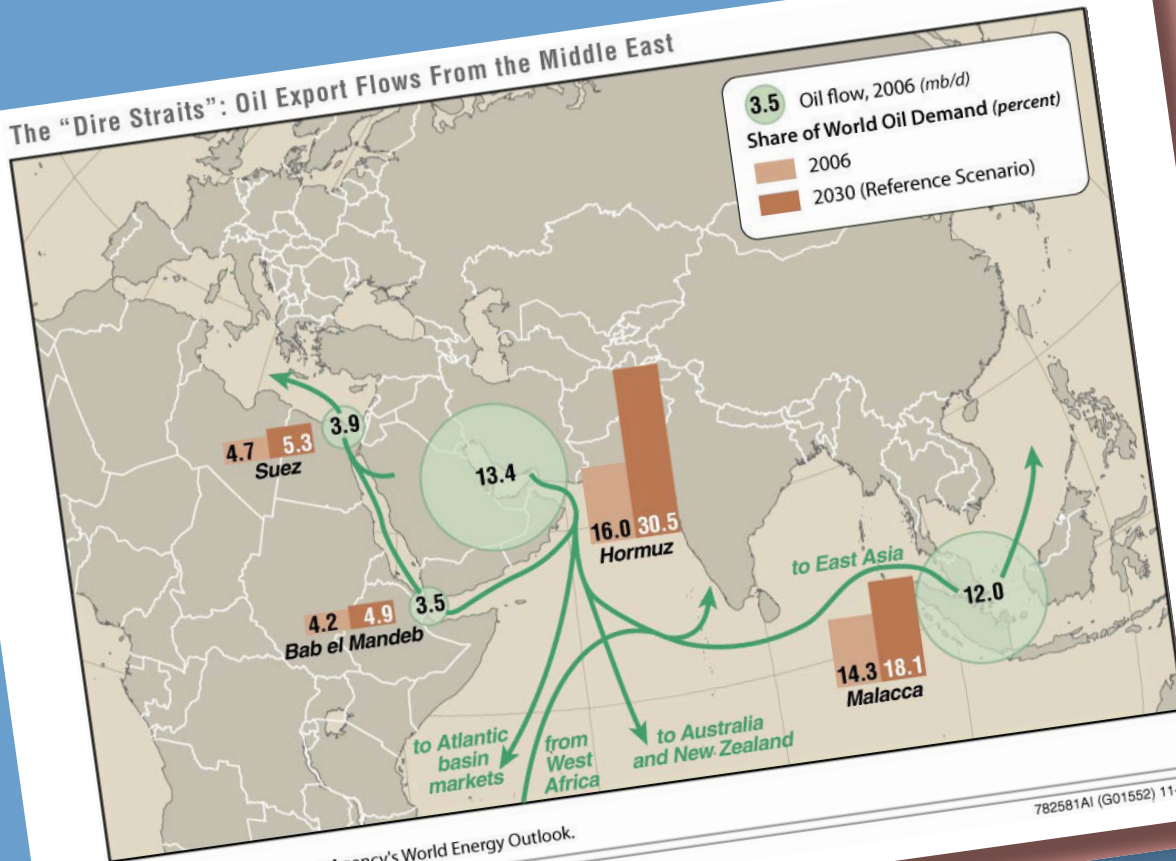 The "Dire Straits": Oil Export Flows From the Middle East
3.5 Oil flow, 2006 (mb/d)
Share of World Oil Demand (percent)
2006
2030 (Reference Scenario)
3.9
4.7 5.3
Suez
13.4
16.0 30.5
Hormuz
3.5
4.2 4.9
Bab el Mandeb
to East Asia
12.0
14.3 18.1
Malacca
to Atlantic
basin
markets
from
West
Africa
to Australia
and New Zealand
World Energy Outlook.
782581AI (G01552) 11-